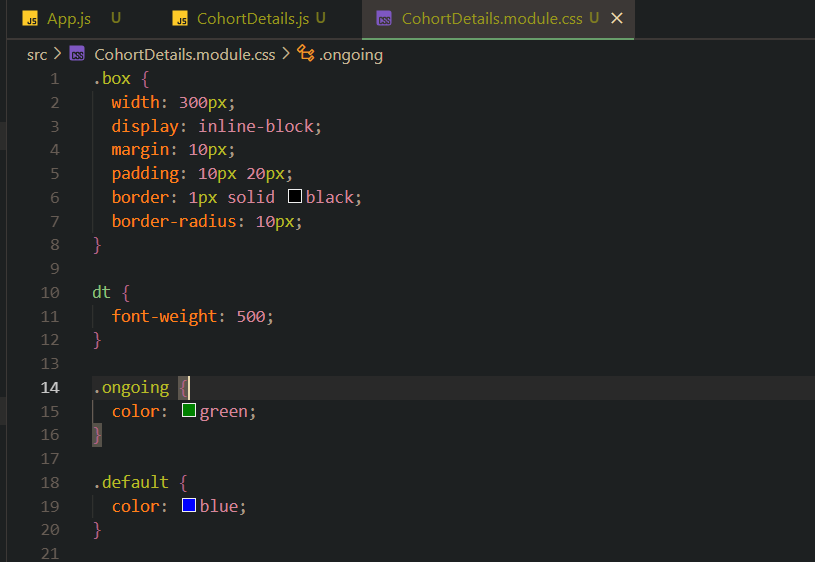 JS App.js U JS CohortDetails.js U CSS CohortDetails.module.css U
src > CSS CohortDetails.module.css > .ongoing
1 .box {
2 width: 300px;
3 display: inline-block;
4 margin: 10px;
5 padding: 10px 20px;
6 border: 1px solid black;
7 border-radius: 10px;
8 }
9
10 dt {
11 font-weight: 500;
12 }
13
14 .ongoing {
15 color: green;
16 }
17
18 .default {
19 color: blue;
20 }
21